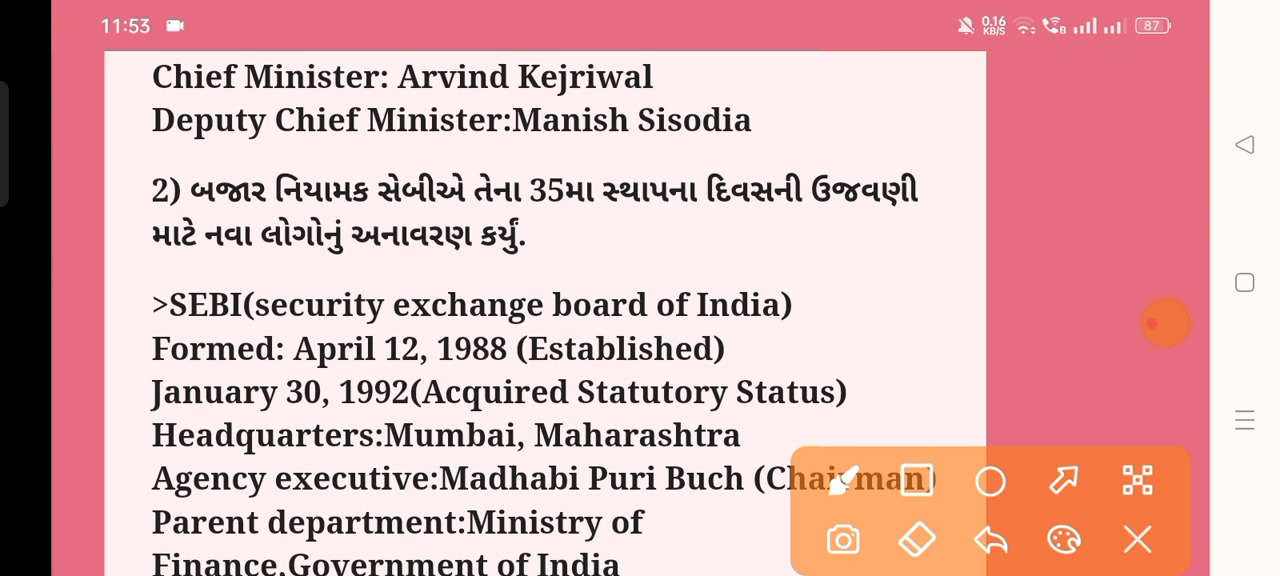 11:53
0.16
KB/S
87
Chief Minister: Arvind Kejriwal
Deputy Chief Minister:Manish Sisodia
2) બજાર નિયામક સેબીએ તેના 35મા સ્થાપના દિવસની ઉજવણી
માટે નવા લોગોનું અનાવરણ કર્યું.
>SEBI(security exchange board of India)
Formed: April 12, 1988 (Established)
January 30, 1992(Acquired Statutory Status)
Headquarters:Mumbai, Maharashtra
Agency executive:Madhabi Puri Buch (Chairman)
Parent department:Ministry of
Finance,Government of India